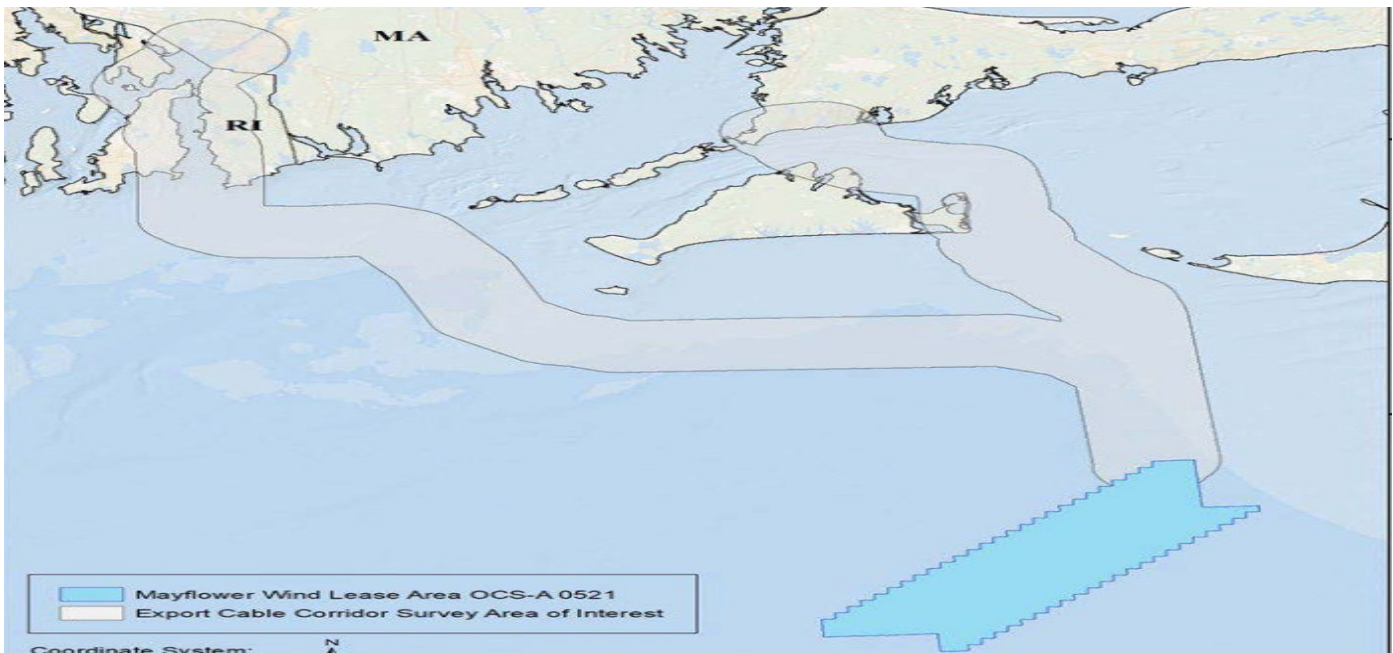 MA
RI
Mayflower Wind Lease Area OCS-A 0521
Export Cable Corridor Survey Area of Interest
N
Coordinate System: